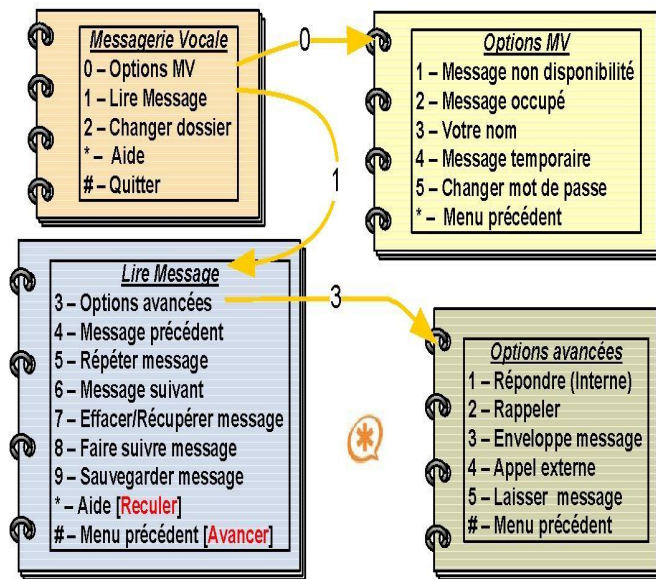 Messagerie Vocale
0 – Options MV
1 – Lire Message
2 – Changer dossier
* – Aide
# – Quitter
0
Options MV
1 – Message non disponibilité
2 – Message occupé
3 – Votre nom
4 – Message temporaire
5 – Changer mot de passe
* – Menu précédent
1
Lire Message
3 – Options avancées
4 – Message précédent
5 – Répéter message
6 – Message suivant
7 – Effacer/Récupérer message
8 – Faire suivre message
9 – Sauvegarder message
* – Aide [Reculer]
# – Menu précédent [Avancer]
3
Options avancées
1 – Répondre (Interne)
2 – Rappeler
3 – Enveloppe message
4 – Appel externe
5 – Laisser message
# – Menu précédent